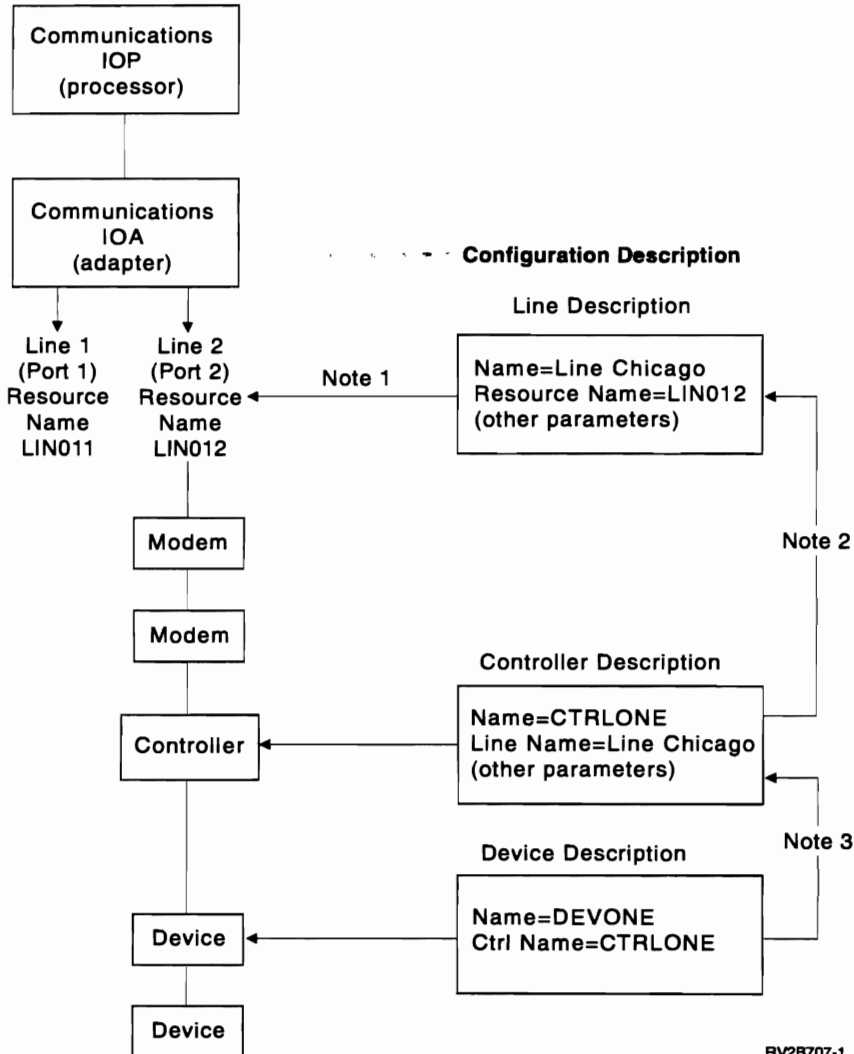 Communications
IOP
(processor)
Communications
IOA
(adapter)
Configuration Description
Line 1
(Port 1)
Resource
Name
LIN011
Line 2
(Port 2)
Resource
Name
LIN012
Note 1
Line Description
Name=Line Chicago
Resource Name=LIN012
(other parameters)
Note 2
Modem
Modem
Controller Description
Controller
Name=CTRLONE
Line Name=Line Chicago
(other parameters)
Note 3
Device Description
Device
Name=DEVONE
Ctrl Name=CTRLONE
Device
RV2B707-1